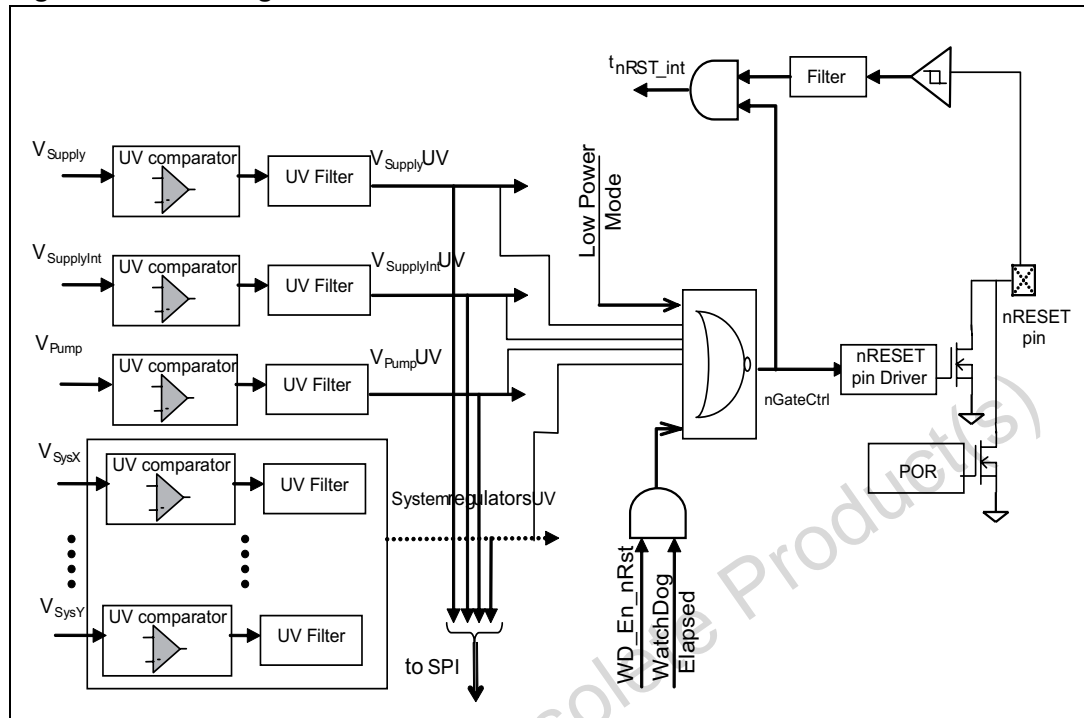 tnRST_int
Filter
VSupply
UV comparator
UV Filter
VSupplyUV
Low Power
Mode
VSupplyInt
UV comparator
UV Filter
VSupplyIntUV
nRESET
pin
VPump
UV comparator
UV Filter
VPumpUV
nRESET
pin Driver
nGateCtrl
VSysX
UV comparator
UV Filter
SystemregulatorsUV
POR
VSysY
UV comparator
UV Filter
WD_En_nRst
WatchDog
Elapsed
to SPI
solete Product(s)